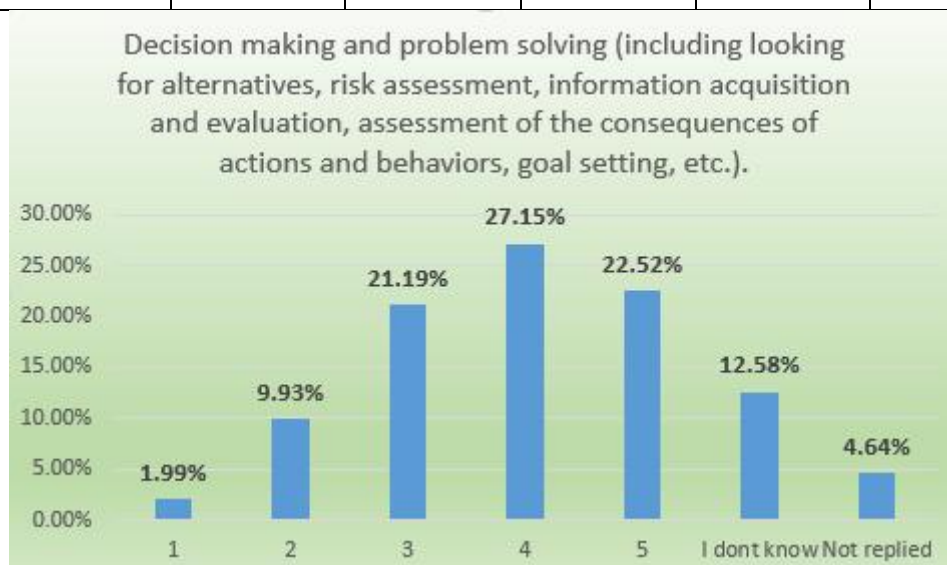 Decision making and problem solving (including looking
for alternatives, risk assessment, information acquisition
and evaluation, assessment of the consequences of
actions and behaviors, goal setting, etc.).
30.00%
25.00%
20.00%
15.00%
10.00%
5.00%
0.00%
1.99%
9.93%
21.19%
27.15%
22.52%
12.58%
4.64%
1 2 3 4 5 I dont know Not replied